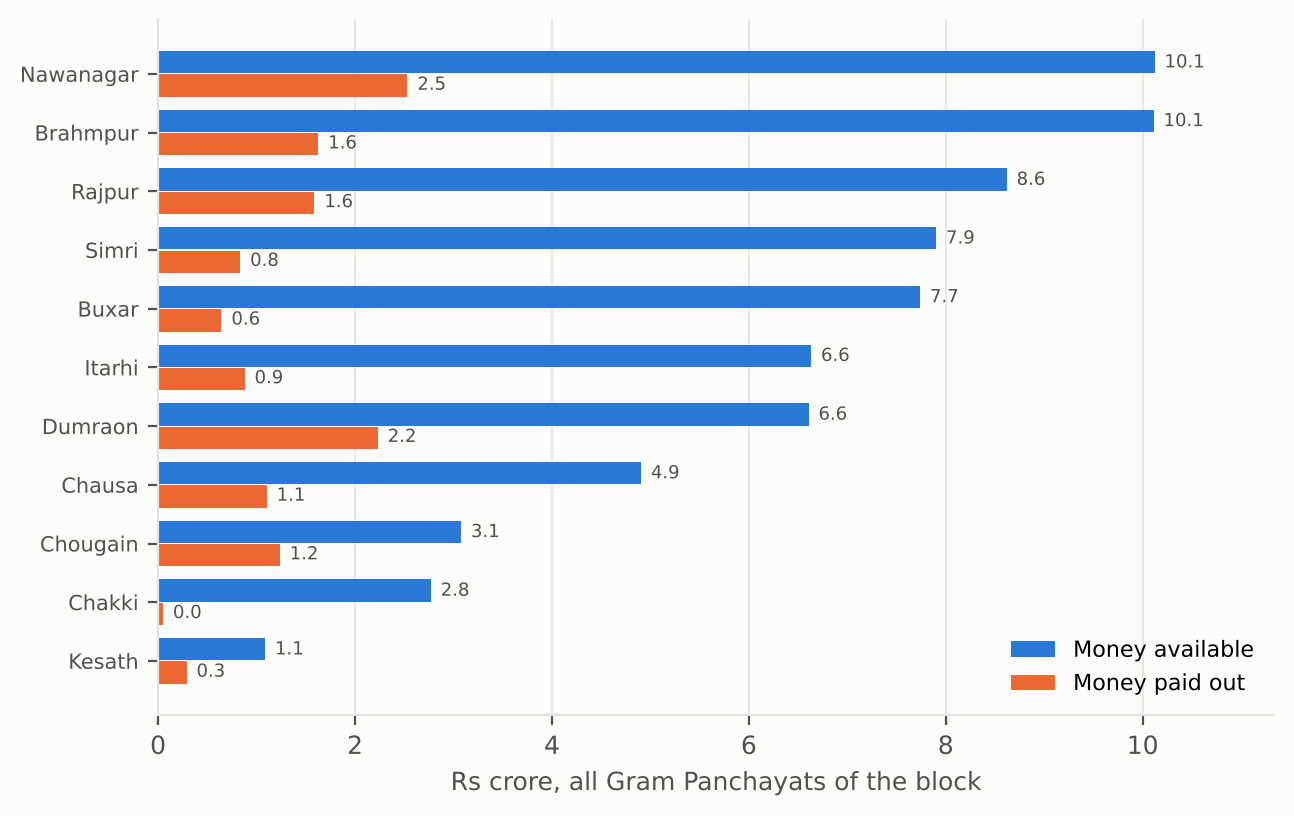 Nawanagar 10.1
2.5
Brahmpur 10.1
1.6
Rajpur 8.6
1.6
Simri 7.9
0.8
Buxar 7.7
0.6
Itarhi 6.6
0.9
Dumraon 6.6
2.2
Chausa 4.9
1.1
Chougain 3.1
1.2
Chakki 2.8
0.0
Kesath 1.1
0.3
Money available
Money paid out
0 2 4 6 8 10
Rs crore, all Gram Panchayats of the block